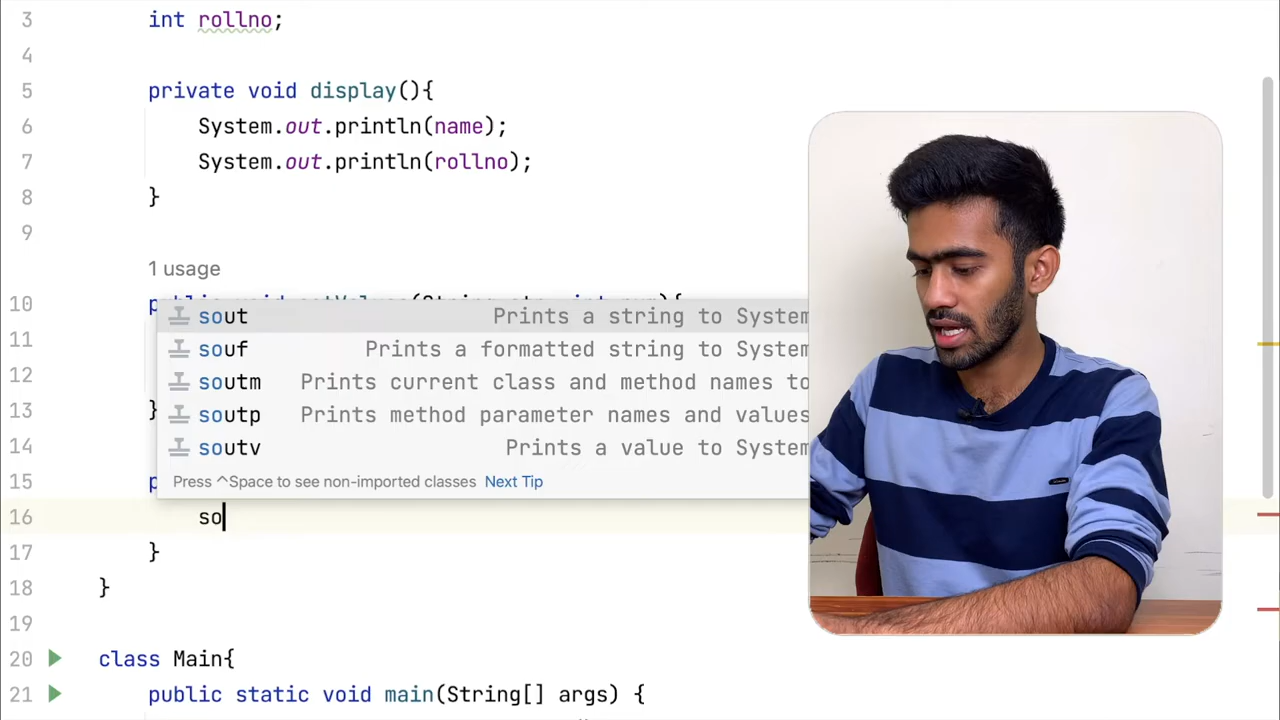 3 int rollno;
4
5 private void display(){
6 System.out.println(name);
7 System.out.println(rollno);
8 }
9
1 usage
10
sout Prints a string to System
11
souf Prints a formatted string to System
12
soutm Prints current class and method names to
13 }
soutp Prints method parameter names and values
14
soutv Prints a value to System
15 p
Press ^Space to see non-imported classes Next Tip
16 so
17 }
18 }
19
20 class Main{
21 public static void main(String[] args) {